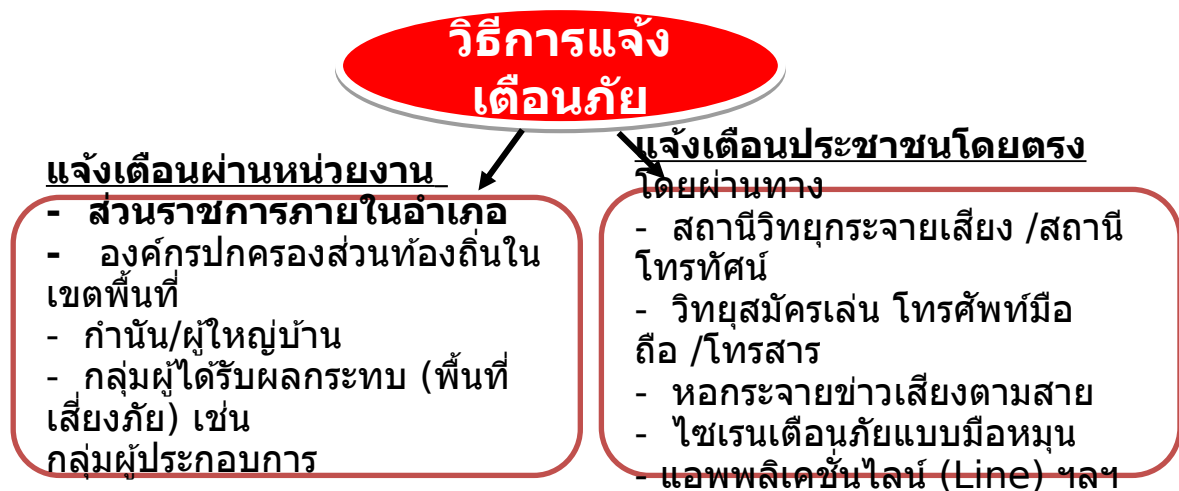 วิธีการแจ้ง
เตือนภัย
แจ้งเตือนผ่านหน่วยงาน
- ส่วนราชการภายในอำเภอ
- องค์กรปกครองส่วนท้องถิ่นใน
เขตพื้นที่
- กำนัน/ผู้ใหญ่บ้าน
- กลุ่มผู้ได้รับผลกระทบ (พื้นที่
เสี่ยงภัย) เช่น
กลุ่มผู้ประกอบการ
แจ้งเตือนประชาชนโดยตรง
โดยผ่านทาง
- สถานีวิทยุกระจายเสียง /สถานี
โทรทัศน์
- วิทยุสมัครเล่น โทรศัพท์มือ
ถือ /โทรสาร
- หอกระจายข่าวเสียงตามสาย
- ไซเรนเตือนภัยแบบมือหมุน
- แอพพลิเคชั่นไลน์ (Line) ฯลฯ